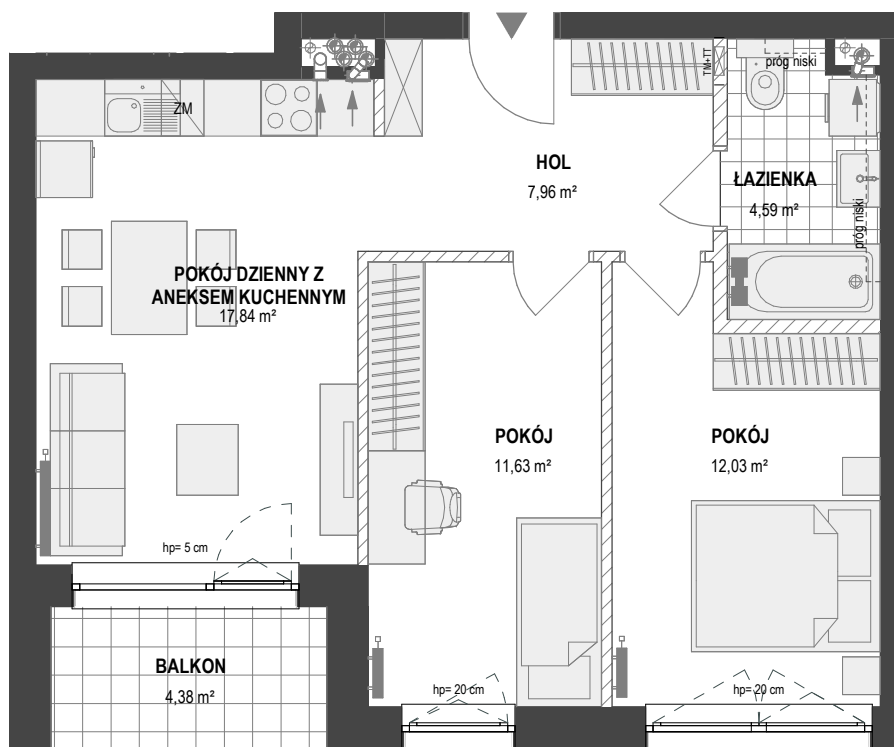 TM+TT
próg niski
ZM
HOL
7,96 m²
ŁAZIENKA
4,59 m²
próg niski
POKÓJ DZIENNY Z
ANEKSEM KUCHENNYM
17,84 m²
POKÓJ
11,63 m²
POKÓJ
12,03 m²
hp= 5 cm
BALKON
4,38 m²
hp= 20 cm
hp= 20 cm